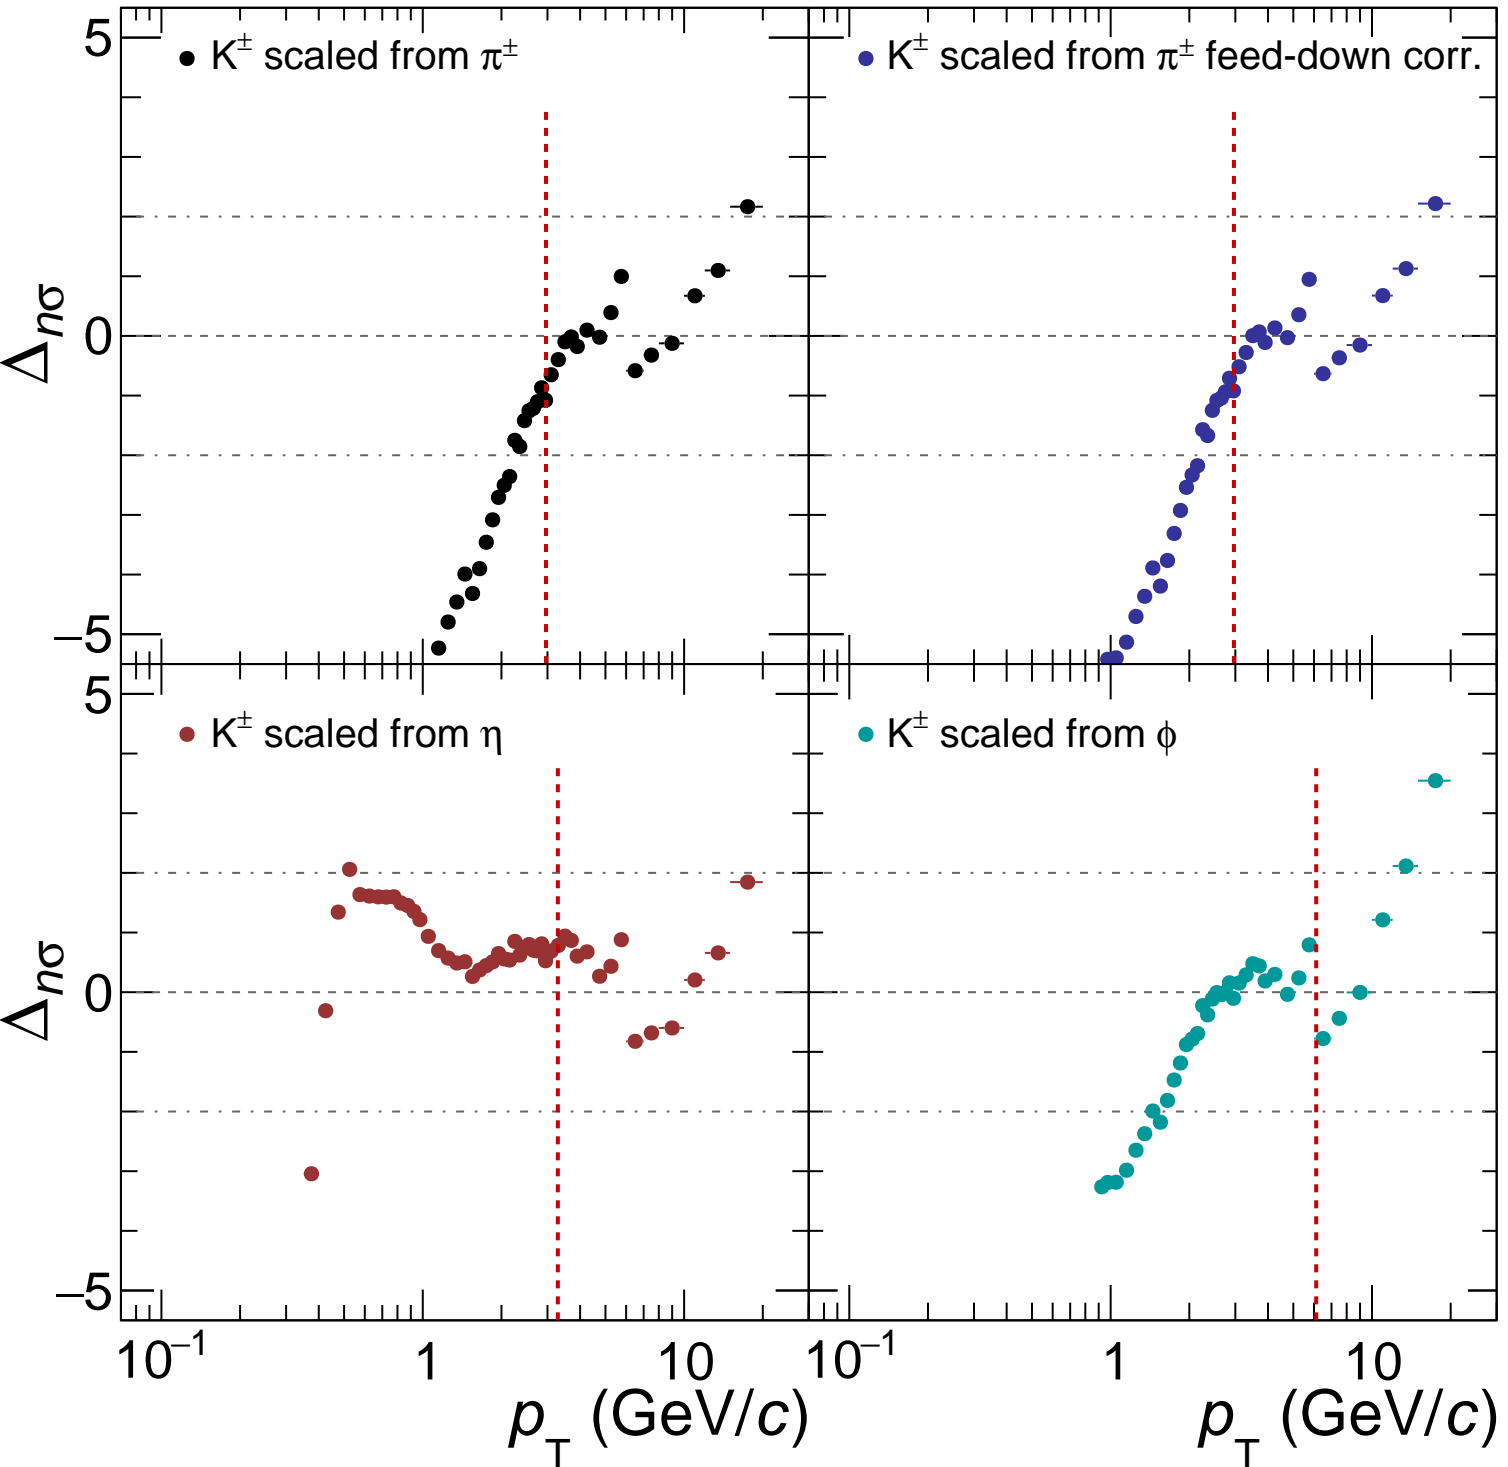 5
K± scaled from π±
K± scaled from π± feed-down corr.
Δnσ
0
−5
5
K± scaled from η
K± scaled from ϕ
Δnσ
0
−5
10−1 1 10 10−1 1 10
pT (GeV/c) pT (GeV/c)